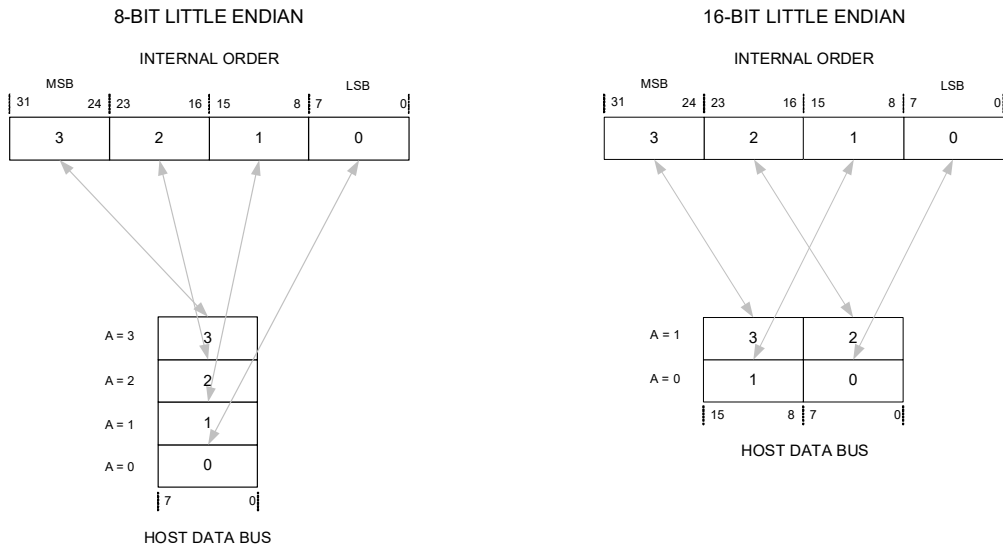 8-BIT LITTLE ENDIAN
INTERNAL ORDER
MSB LSB
31 24 23 16 15 8 7 0
3 2 1 0
A = 3 3
A = 2 2
A = 1 1
A = 0 0
7 0
HOST DATA BUS
16-BIT LITTLE ENDIAN
INTERNAL ORDER
MSB LSB
31 24 23 16 15 8 7 0
3 2 1 0
A = 1 3 2
A = 0 1 0
15 8 7 0
HOST DATA BUS